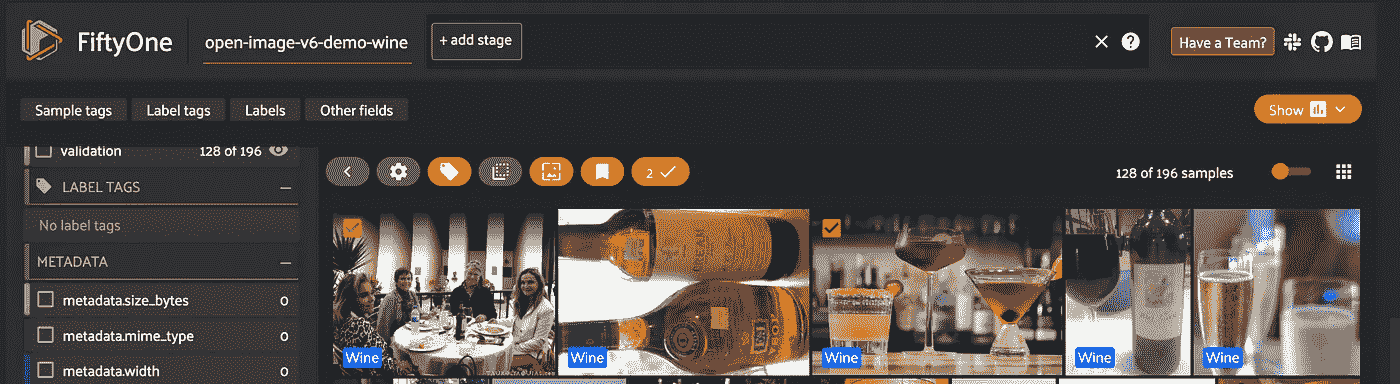 FiftyOne
open-image-v6-demo-wine
+ add stage
Have a Team?
Sample tags
Label tags
Labels
Other fields
Show
validation
128 of 196
LABEL TAGS
No label tags
METADATA
metadata.size_bytes
0
metadata.mime_type
0
metadata.width
0
2
128 of 196 samples
Wine
Wine
Wine
Wine
Wine